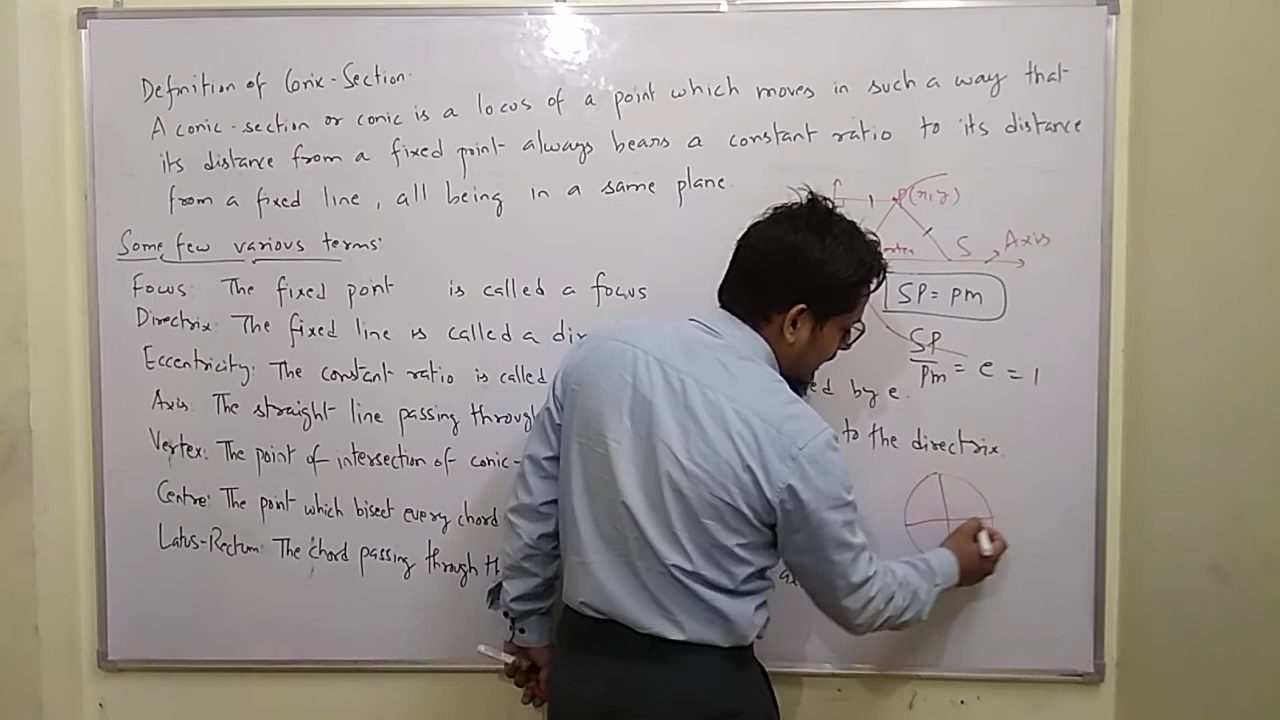 Definition of Conix-Section.
A conic-section or conic is a locus of a point which moves in such a way that
its distance from a fixed point always bears a constant ratio to its distance
from a fixed line, all being in a same plane.
P(x,y)
Some few various terms:
S Axis
Focus: The fixed point is called a focus
SP = PM
Directrix: The fixed line is called a
SP/PM = e = 1
Eccentricity: The constant ratio is called by e.
Axis: The straight line passing through to the directrix.
Vertex: The point of intersection of conic-
Centre: The point which bisect every chord
Latus-Rectum: The chord passing through